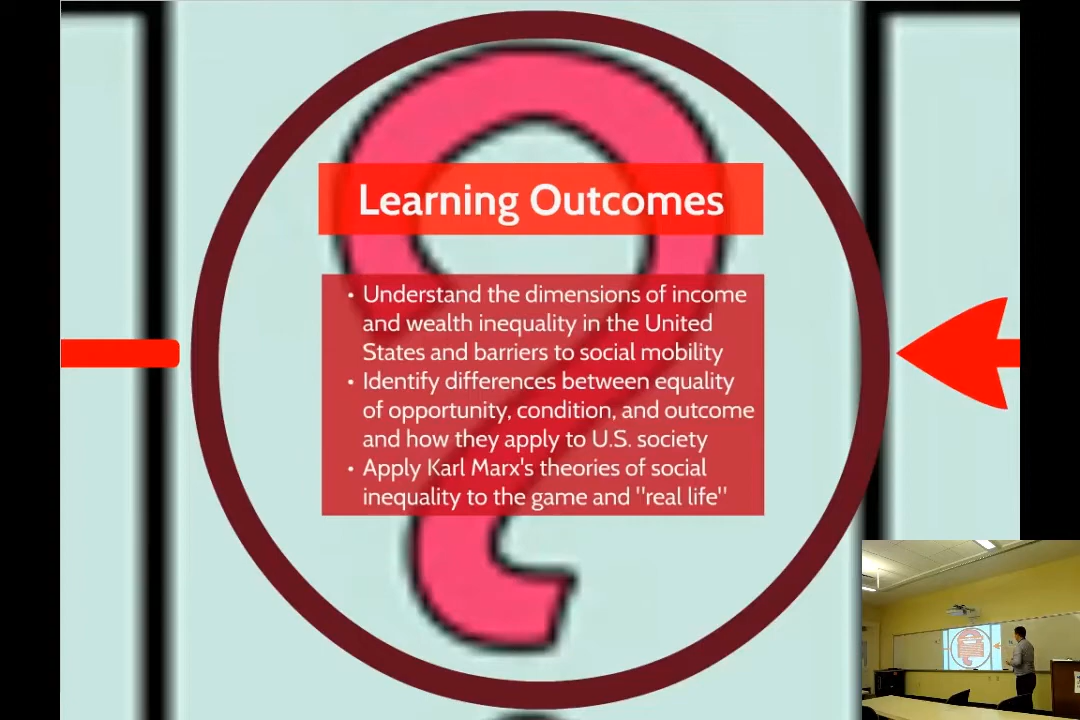 Learning Outcomes
• Understand the dimensions of income
and wealth inequality in the United
States and barriers to social mobility
• Identify differences between equality
of opportunity, condition, and outcome
and how they apply to U.S. society
• Apply Karl Marx's theories of social
inequality to the game and "real life"